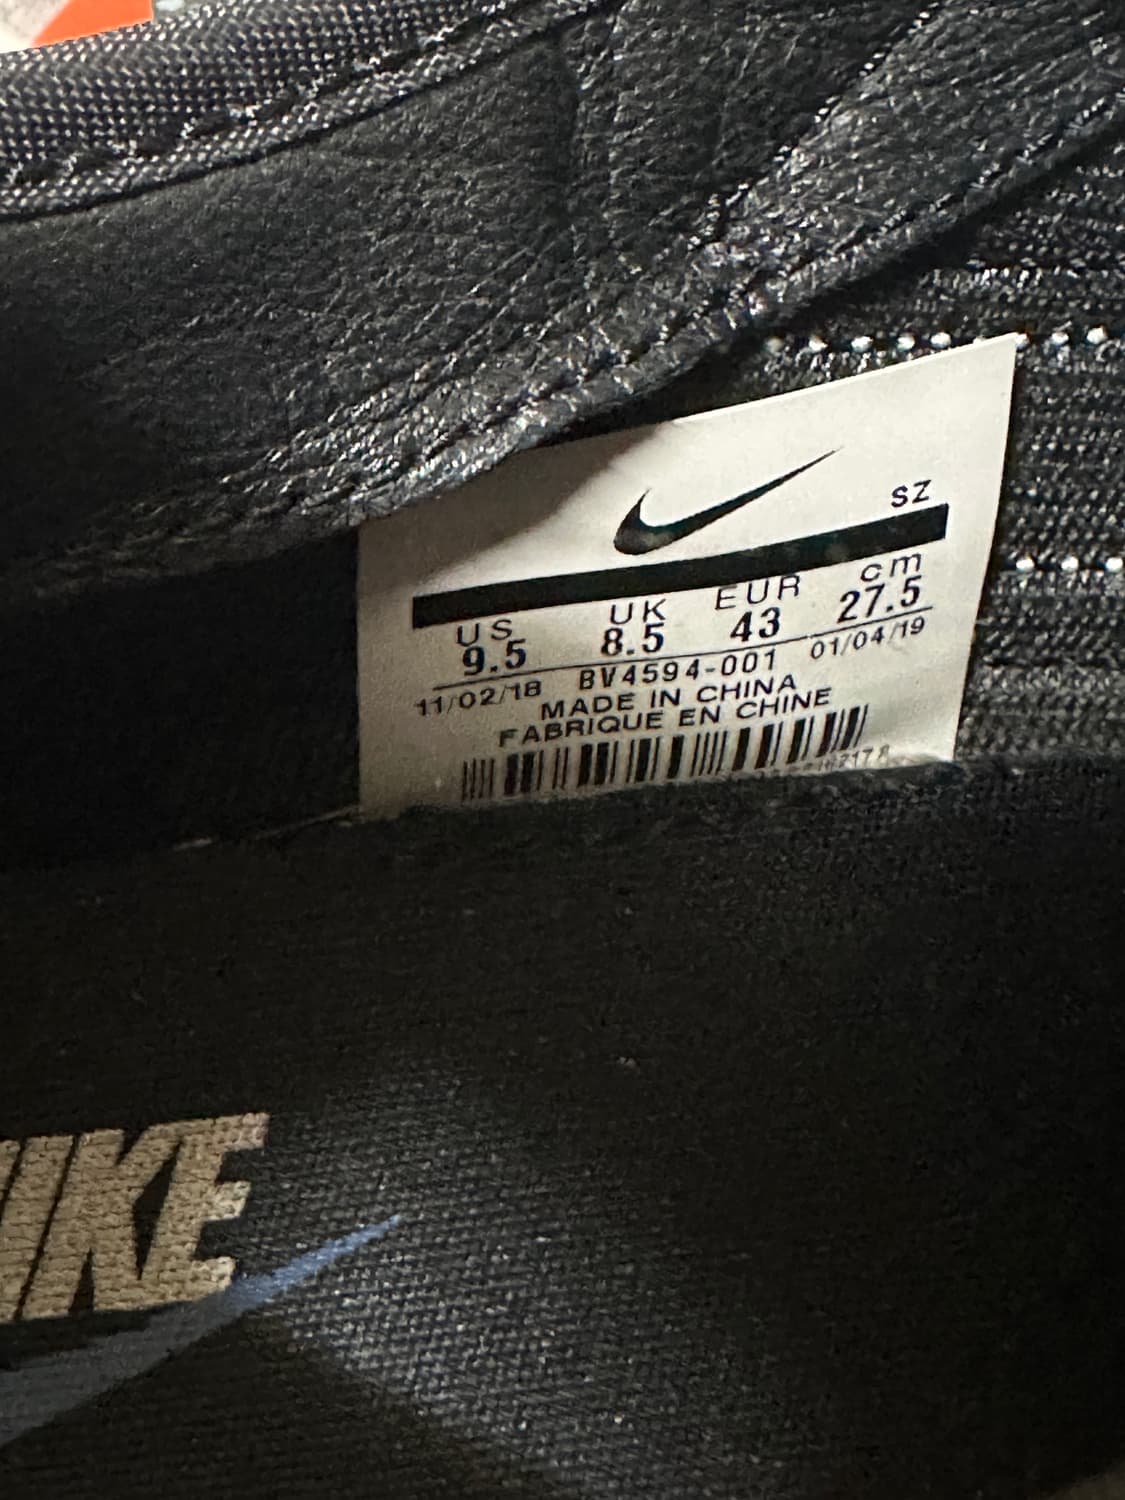 SZ
US UK EUR cm
9.5 8.5 43 27.5
11/02/18 BV4594-001 01/04/19
MADE IN CHINA
FABRIQUE EN CHINE
NIKE